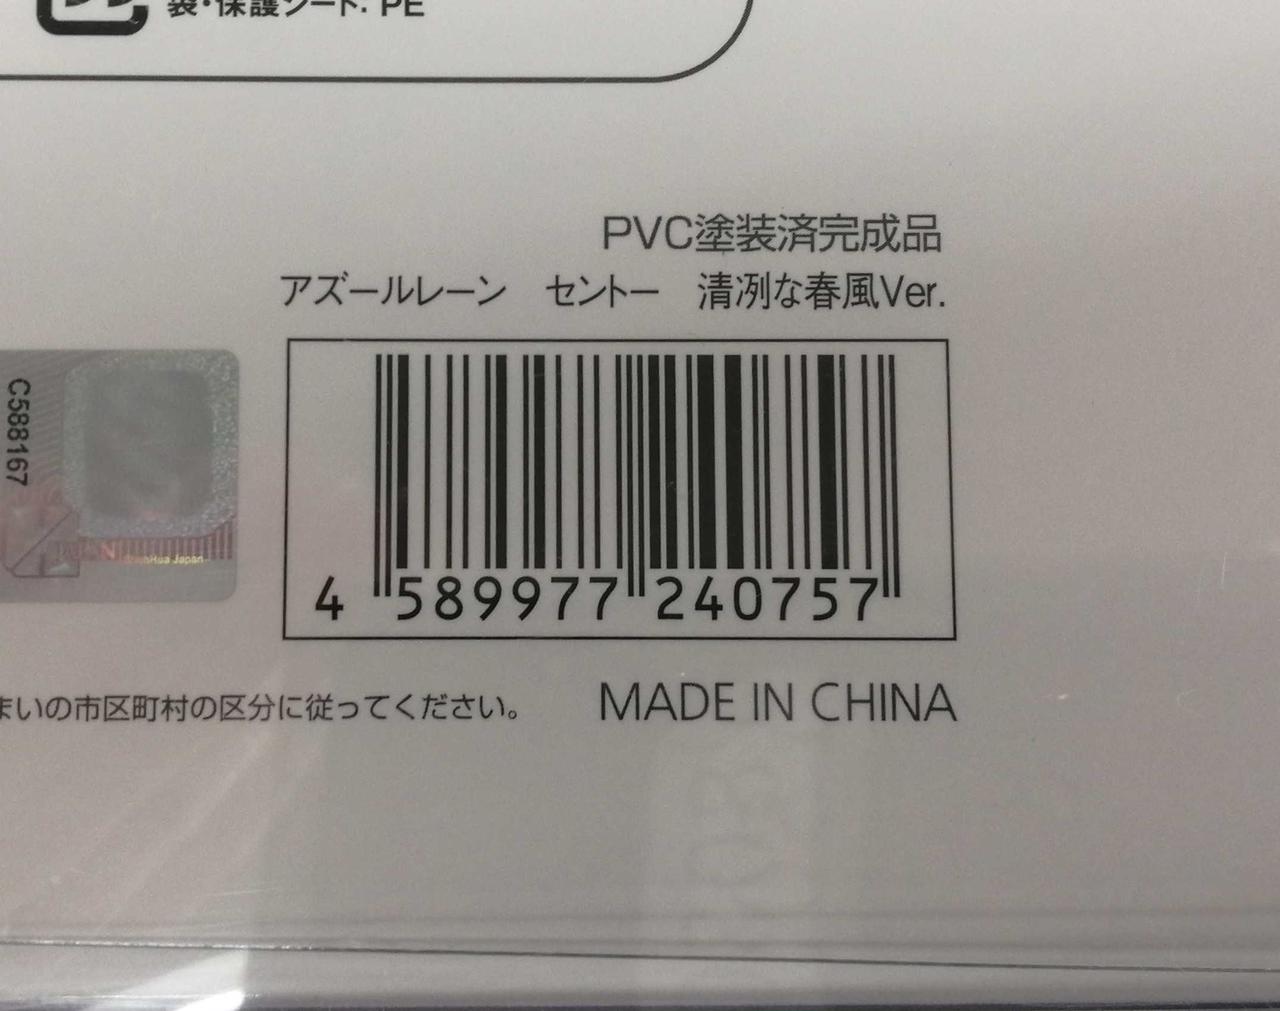 袋・保護シート: PE
PVC塗装済完成品
アズールレーン セントー 清冽な春風Ver.
C588167
JAPAN
ShenHua Japan
4 589977 240757
まいの市区町村の区分に従ってください。
MADE IN CHINA